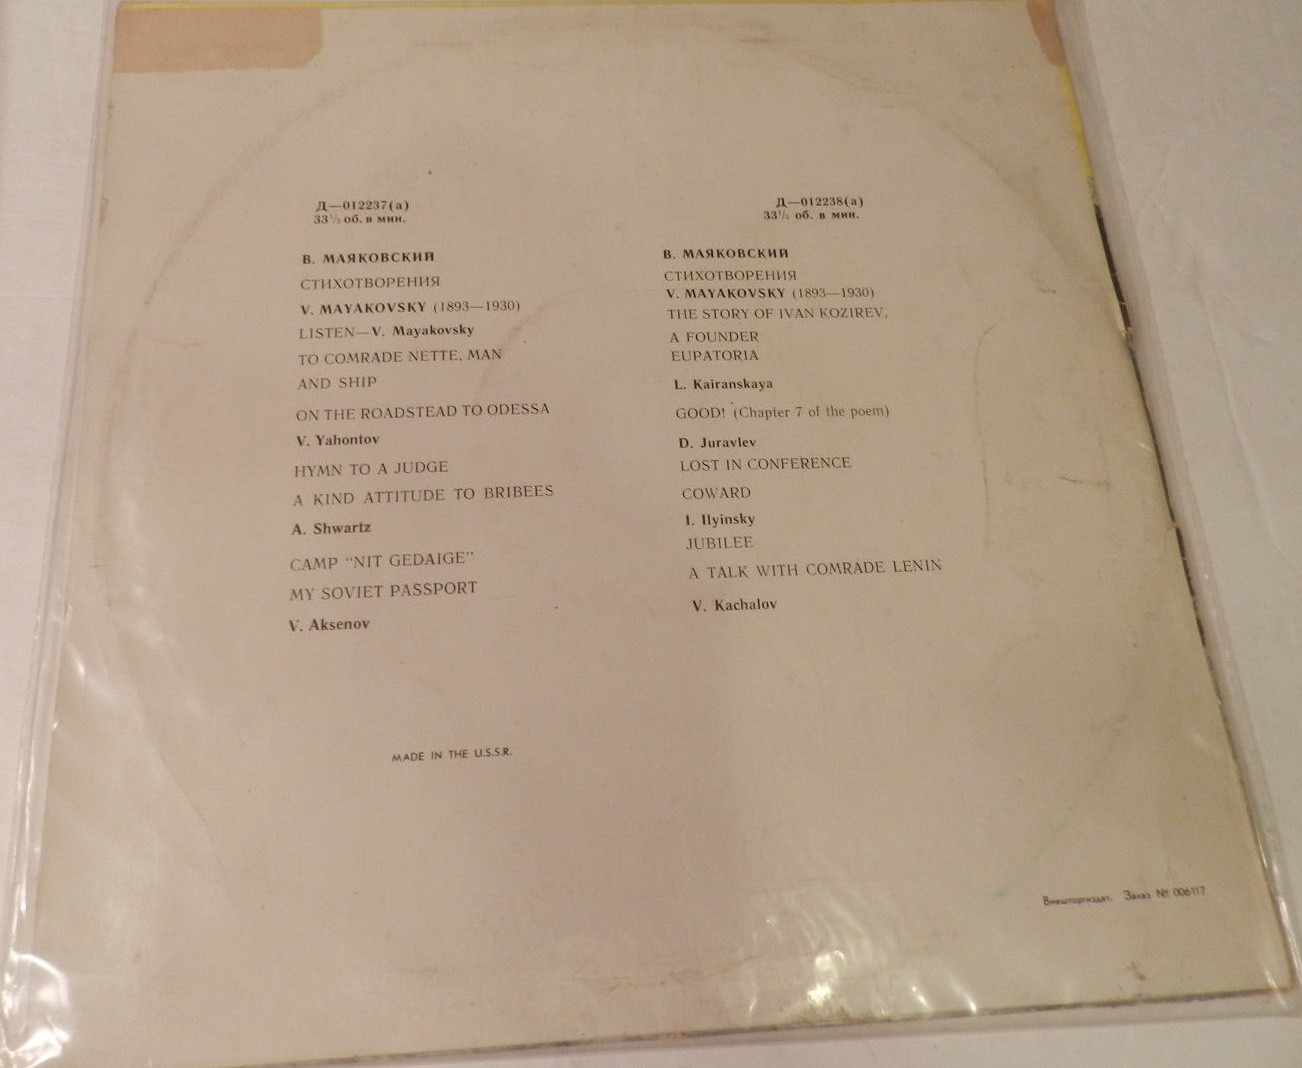 Д—012237(а)
33⅓ об. в мин.
В. МАЯКОВСКИЙ
СТИХОТВОРЕНИЯ
V. MAYAKOVSKY (1893—1930)
LISTEN—V. Mayakovsky
TO COMRADE NETTE, MAN
AND SHIP
ON THE ROADSTEAD TO ODESSA
V. Yahontov
HYMN TO A JUDGE
A KIND ATTITUDE TO BRIBEES
A. Shwartz
CAMP "NIT GEDAIGE"
MY SOVIET PASSPORT
V. Aksenov
Д—012238(а)
33⅓ об. в мин.
В. МАЯКОВСКИЙ
СТИХОТВОРЕНИЯ
V. MAYAKOVSKY (1893—1930)
THE STORY OF IVAN KOZIREV,
A FOUNDER
EUPATORIA
L. Kairanskaya
GOOD! (Chapter 7 of the poem)
D. Juravlev
LOST IN CONFERENCE
COWARD
I. Ilyinsky
JUBILEE
A TALK WITH COMRADE LENIN
V. Kachalov
MADE IN THE U.S.S.R.
Внешторгиздат. Заказ № 006117